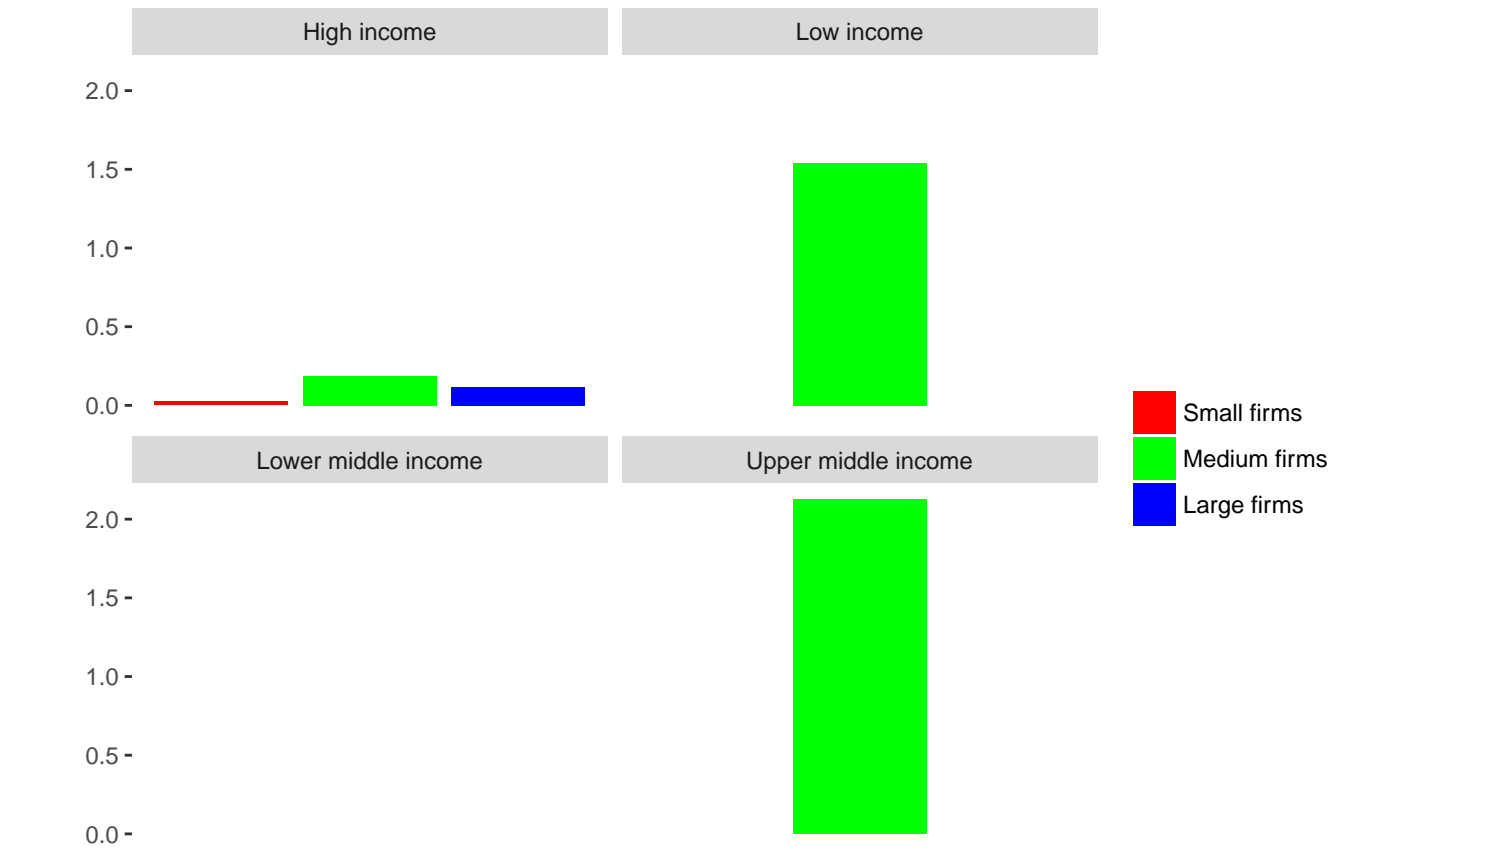 High income
Low income
2.0
1.5
1.0
0.5
0.0
Lower middle income
Upper middle income
2.0
1.5
1.0
0.5
0.0
Small firms
Medium firms
Large firms